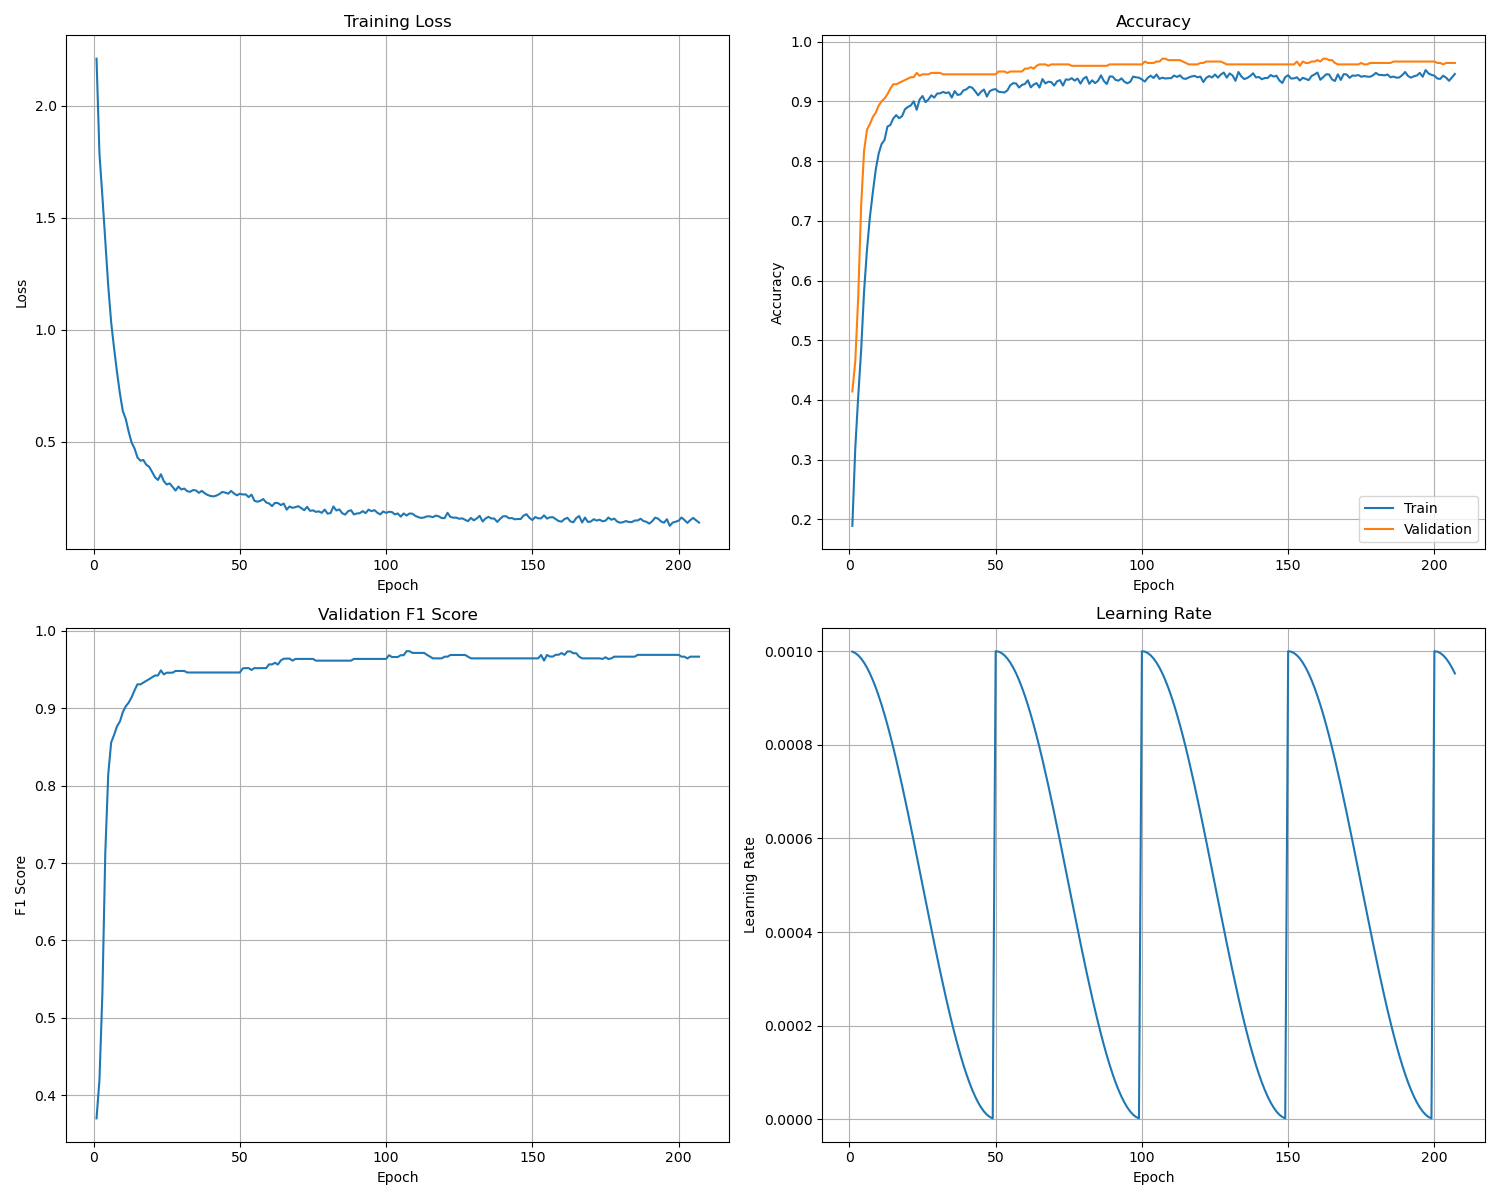 Training Loss
2.0
1.5
1.0
0.5
Loss
0 50 100 150 200
Epoch
Accuracy
1.0
0.9
0.8
0.7
0.6
0.5
0.4
0.3
0.2
Accuracy
Train
Validation
0 50 100 150 200
Epoch
Validation F1 Score
1.0
0.9
0.8
0.7
0.6
0.5
0.4
F1 Score
0 50 100 150 200
Epoch
Learning Rate
0.0010
0.0008
0.0006
0.0004
0.0002
0.0000
Learning Rate
0 50 100 150 200
Epoch